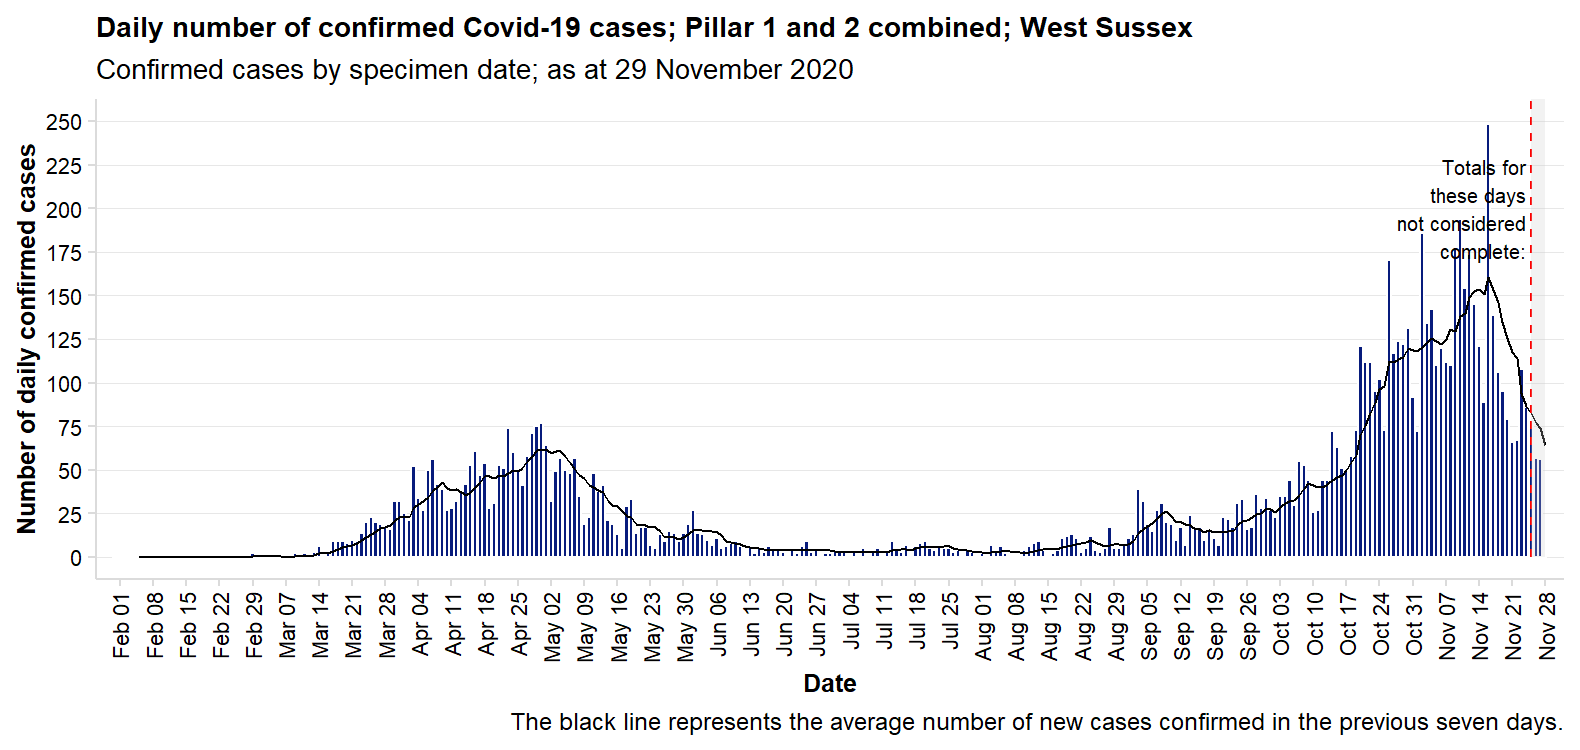 Daily number of confirmed Covid-19 cases; Pillar 1 and 2 combined; West Sussex
Confirmed cases by specimen date; as at 29 November 2020
Number of daily confirmed cases
250
225
200
175
150
125
100
75
50
25
0
Totals for
these days
not considered
complete:
Feb 01
Feb 08
Feb 15
Feb 22
Feb 29
Mar 07
Mar 14
Mar 21
Mar 28
Apr 04
Apr 11
Apr 18
Apr 25
May 02
May 09
May 16
May 23
May 30
Jun 06
Jun 13
Jun 20
Jun 27
Jul 04
Jul 11
Jul 18
Jul 25
Aug 01
Aug 08
Aug 15
Aug 22
Aug 29
Sep 05
Sep 12
Sep 19
Sep 26
Oct 03
Oct 10
Oct 17
Oct 24
Oct 31
Nov 07
Nov 14
Nov 21
Nov 28
Date
The black line represents the average number of new cases confirmed in the previous seven days.